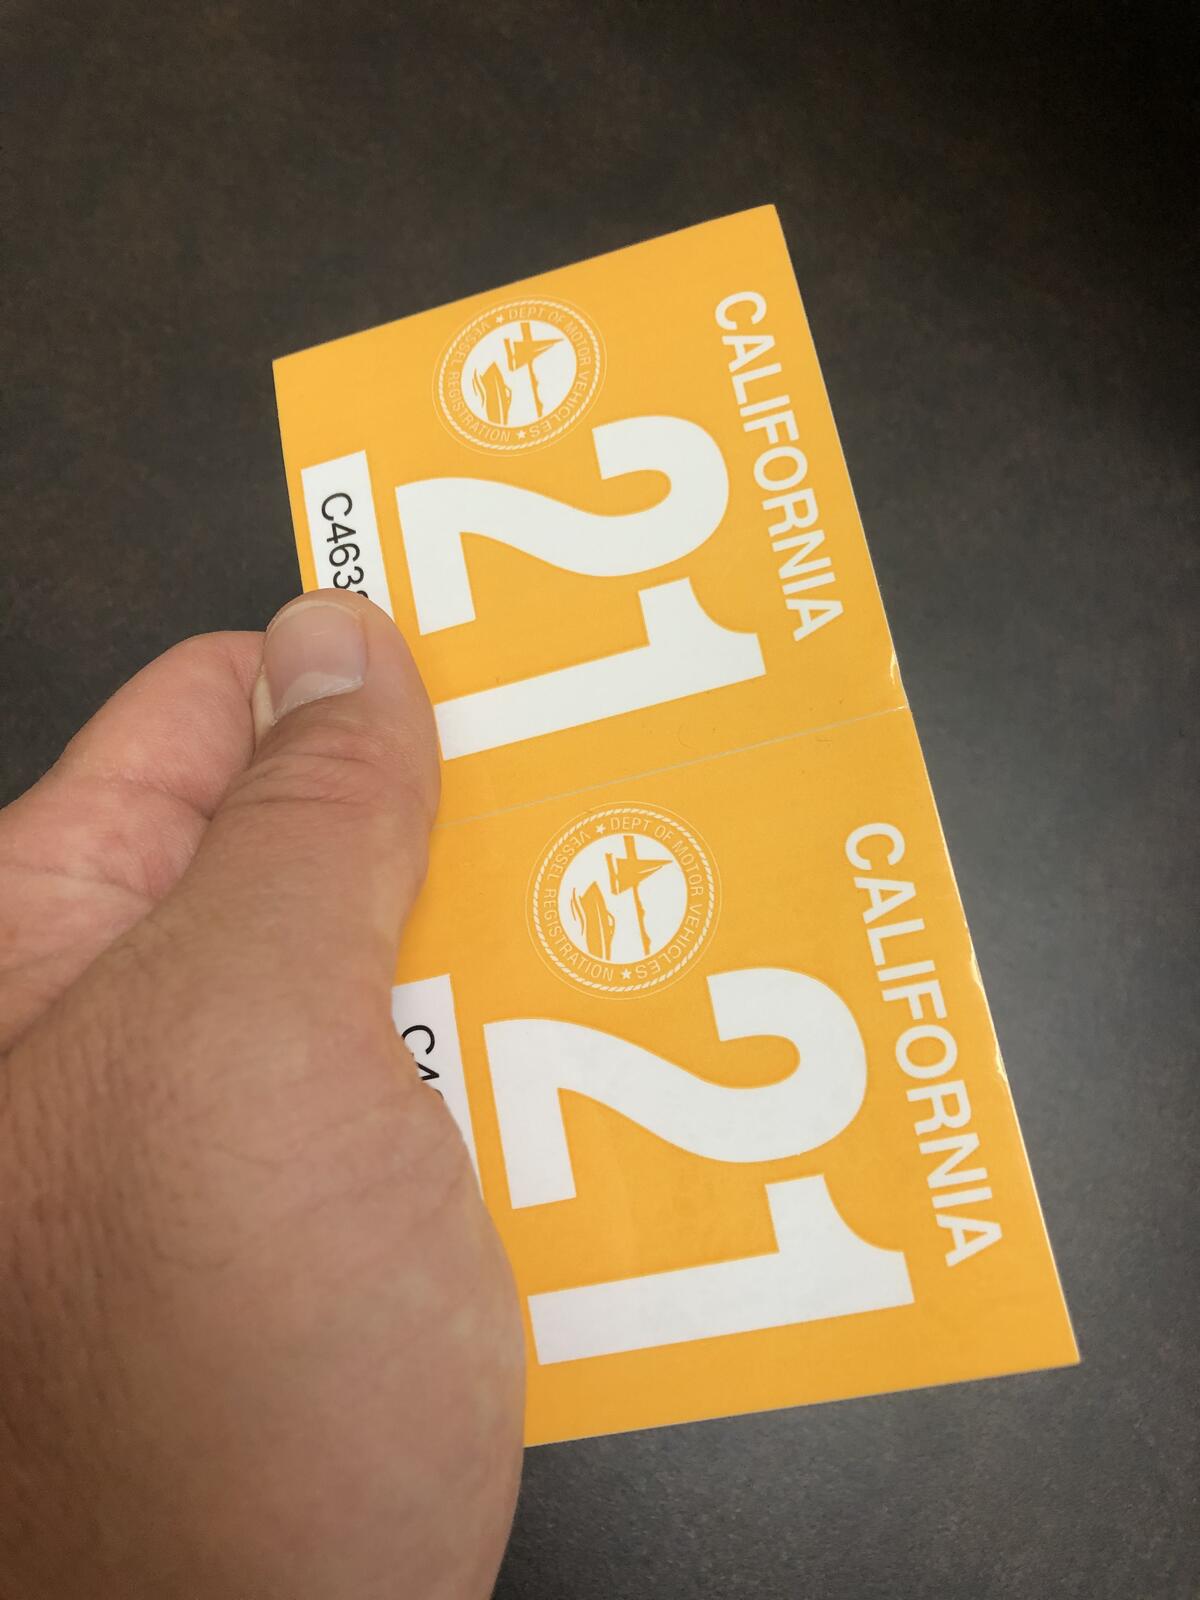 CALIFORNIA
21
DEPT OF MOTOR VEHICLES ★ VESSEL REGISTRATION ★
C463
CALIFORNIA
21
DEPT OF MOTOR VEHICLES ★ VESSEL REGISTRATION ★
C4